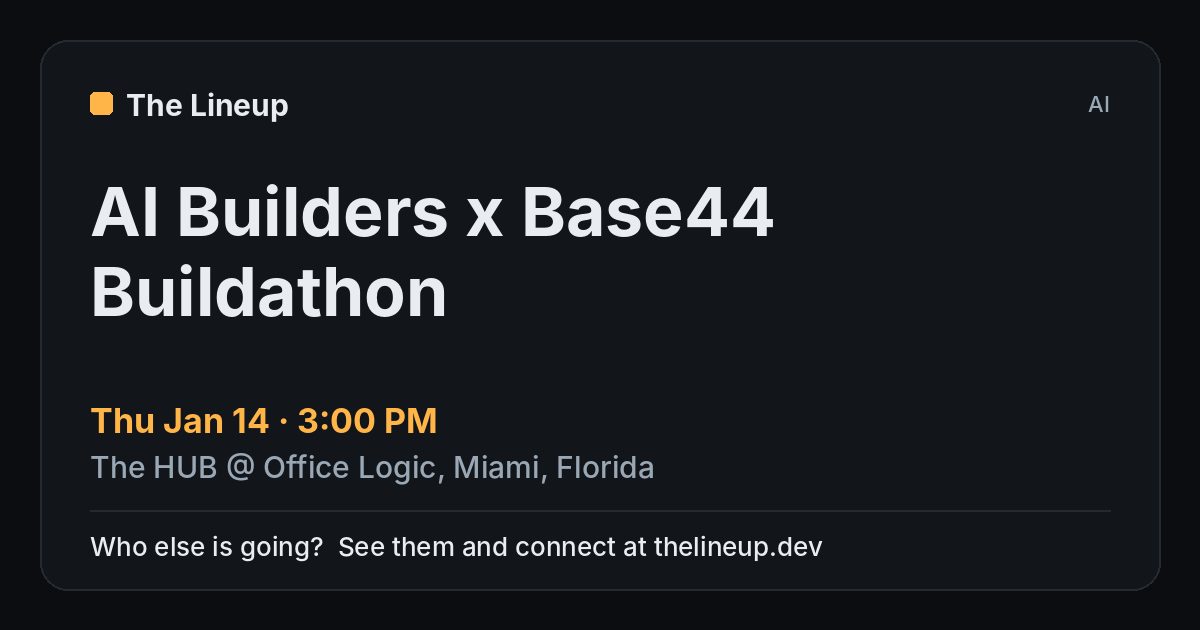 The Lineup
AI
AI Builders x Base44
Buildathon
Thu Jan 14 · 3:00 PM
The HUB @ Office Logic, Miami, Florida
Who else is going? See them and connect at thelineup.dev